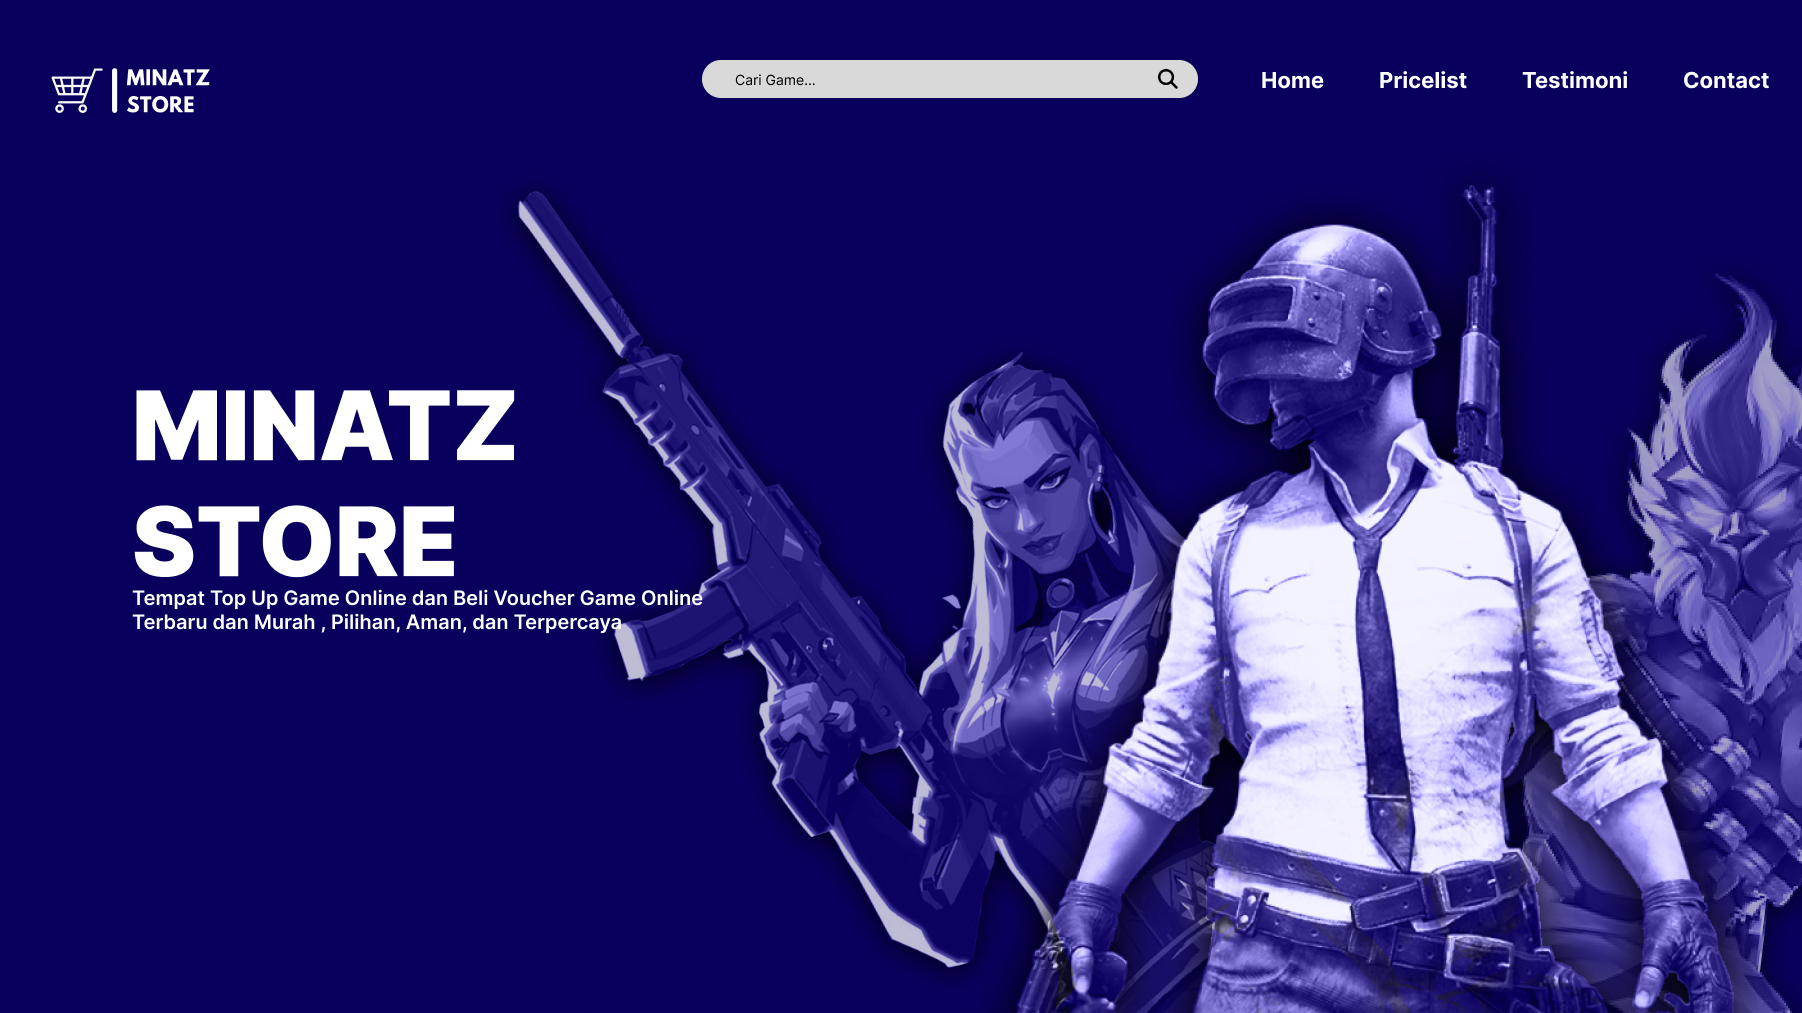 MINATZ
STORE
Cari Game...
Home
Pricelist
Testimoni
Contact
MINATZ
STORE
Tempat Top Up Game Online dan Beli Voucher Game Online
Terbaru dan Murah , Pilihan, Aman, dan Terpercaya